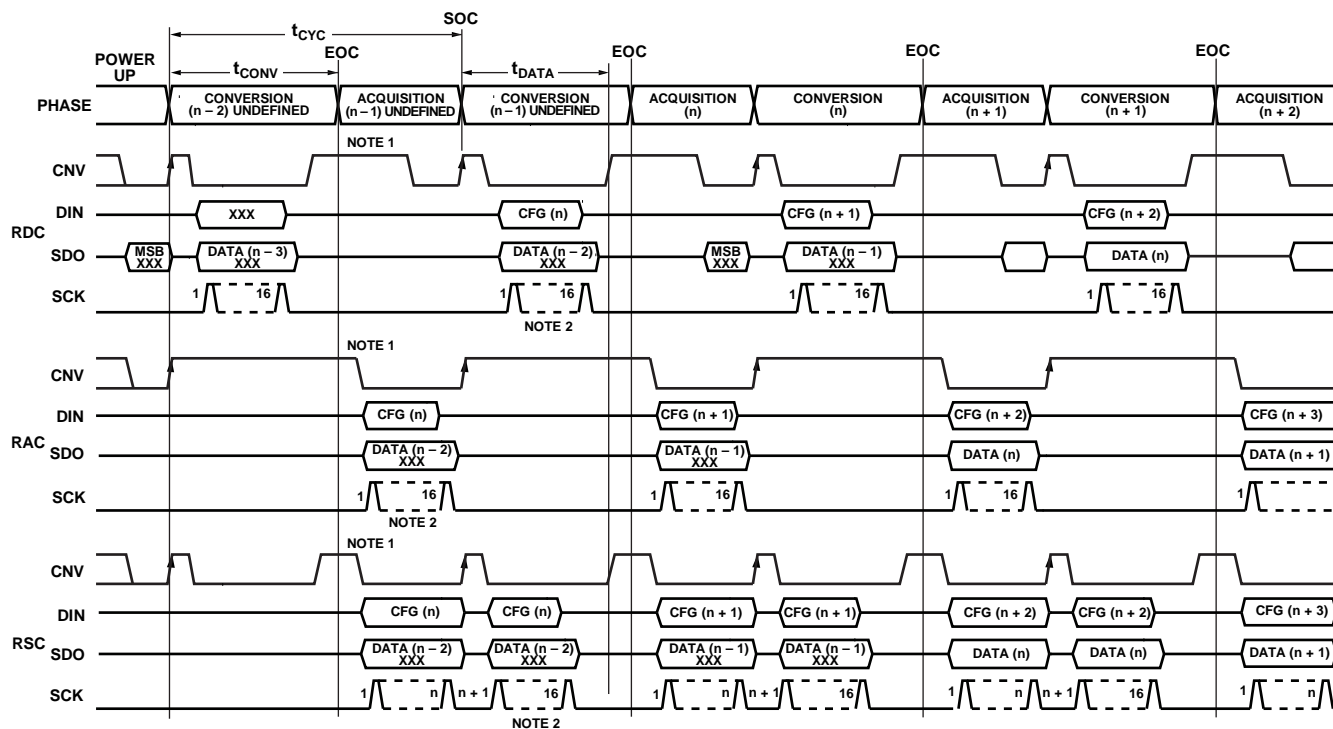 SOC
tCYC
POWER UP
EOC
EOC
EOC
EOC
tCONV
tDATA
PHASE
CONVERSION (n – 2) UNDEFINED
ACQUISITION (n – 1) UNDEFINED
CONVERSION (n – 1) UNDEFINED
ACQUISITION (n)
CONVERSION (n)
ACQUISITION (n + 1)
CONVERSION (n + 1)
ACQUISITION (n + 2)
NOTE 1
CNV
RDC
DIN
XXX
CFG (n)
CFG (n + 1)
CFG (n + 2)
SDO
MSB XXX
DATA (n – 3) XXX
DATA (n – 2) XXX
MSB XXX
DATA (n – 1) XXX
DATA (n)
SCK
1 16
1 16
1 16
1 16
NOTE 2
NOTE 1
CNV
RAC
DIN
CFG (n)
CFG (n + 1)
CFG (n + 2)
CFG (n + 3)
SDO
DATA (n – 2) XXX
DATA (n – 1) XXX
DATA (n)
DATA (n + 1)
SCK
1 16
1 16
1 16
1
NOTE 2
NOTE 1
CNV
RSC
DIN
CFG (n)
CFG (n)
CFG (n + 1)
CFG (n + 1)
CFG (n + 2)
CFG (n + 2)
CFG (n + 3)
SDO
DATA (n – 2) XXX
DATA (n – 2) XXX
DATA (n – 1) XXX
DATA (n – 1) XXX
DATA (n)
DATA (n)
DATA (n + 1)
SCK
1 n n + 1 16
1 n n + 1 16
1 n n + 1 16
1 n
NOTE 2